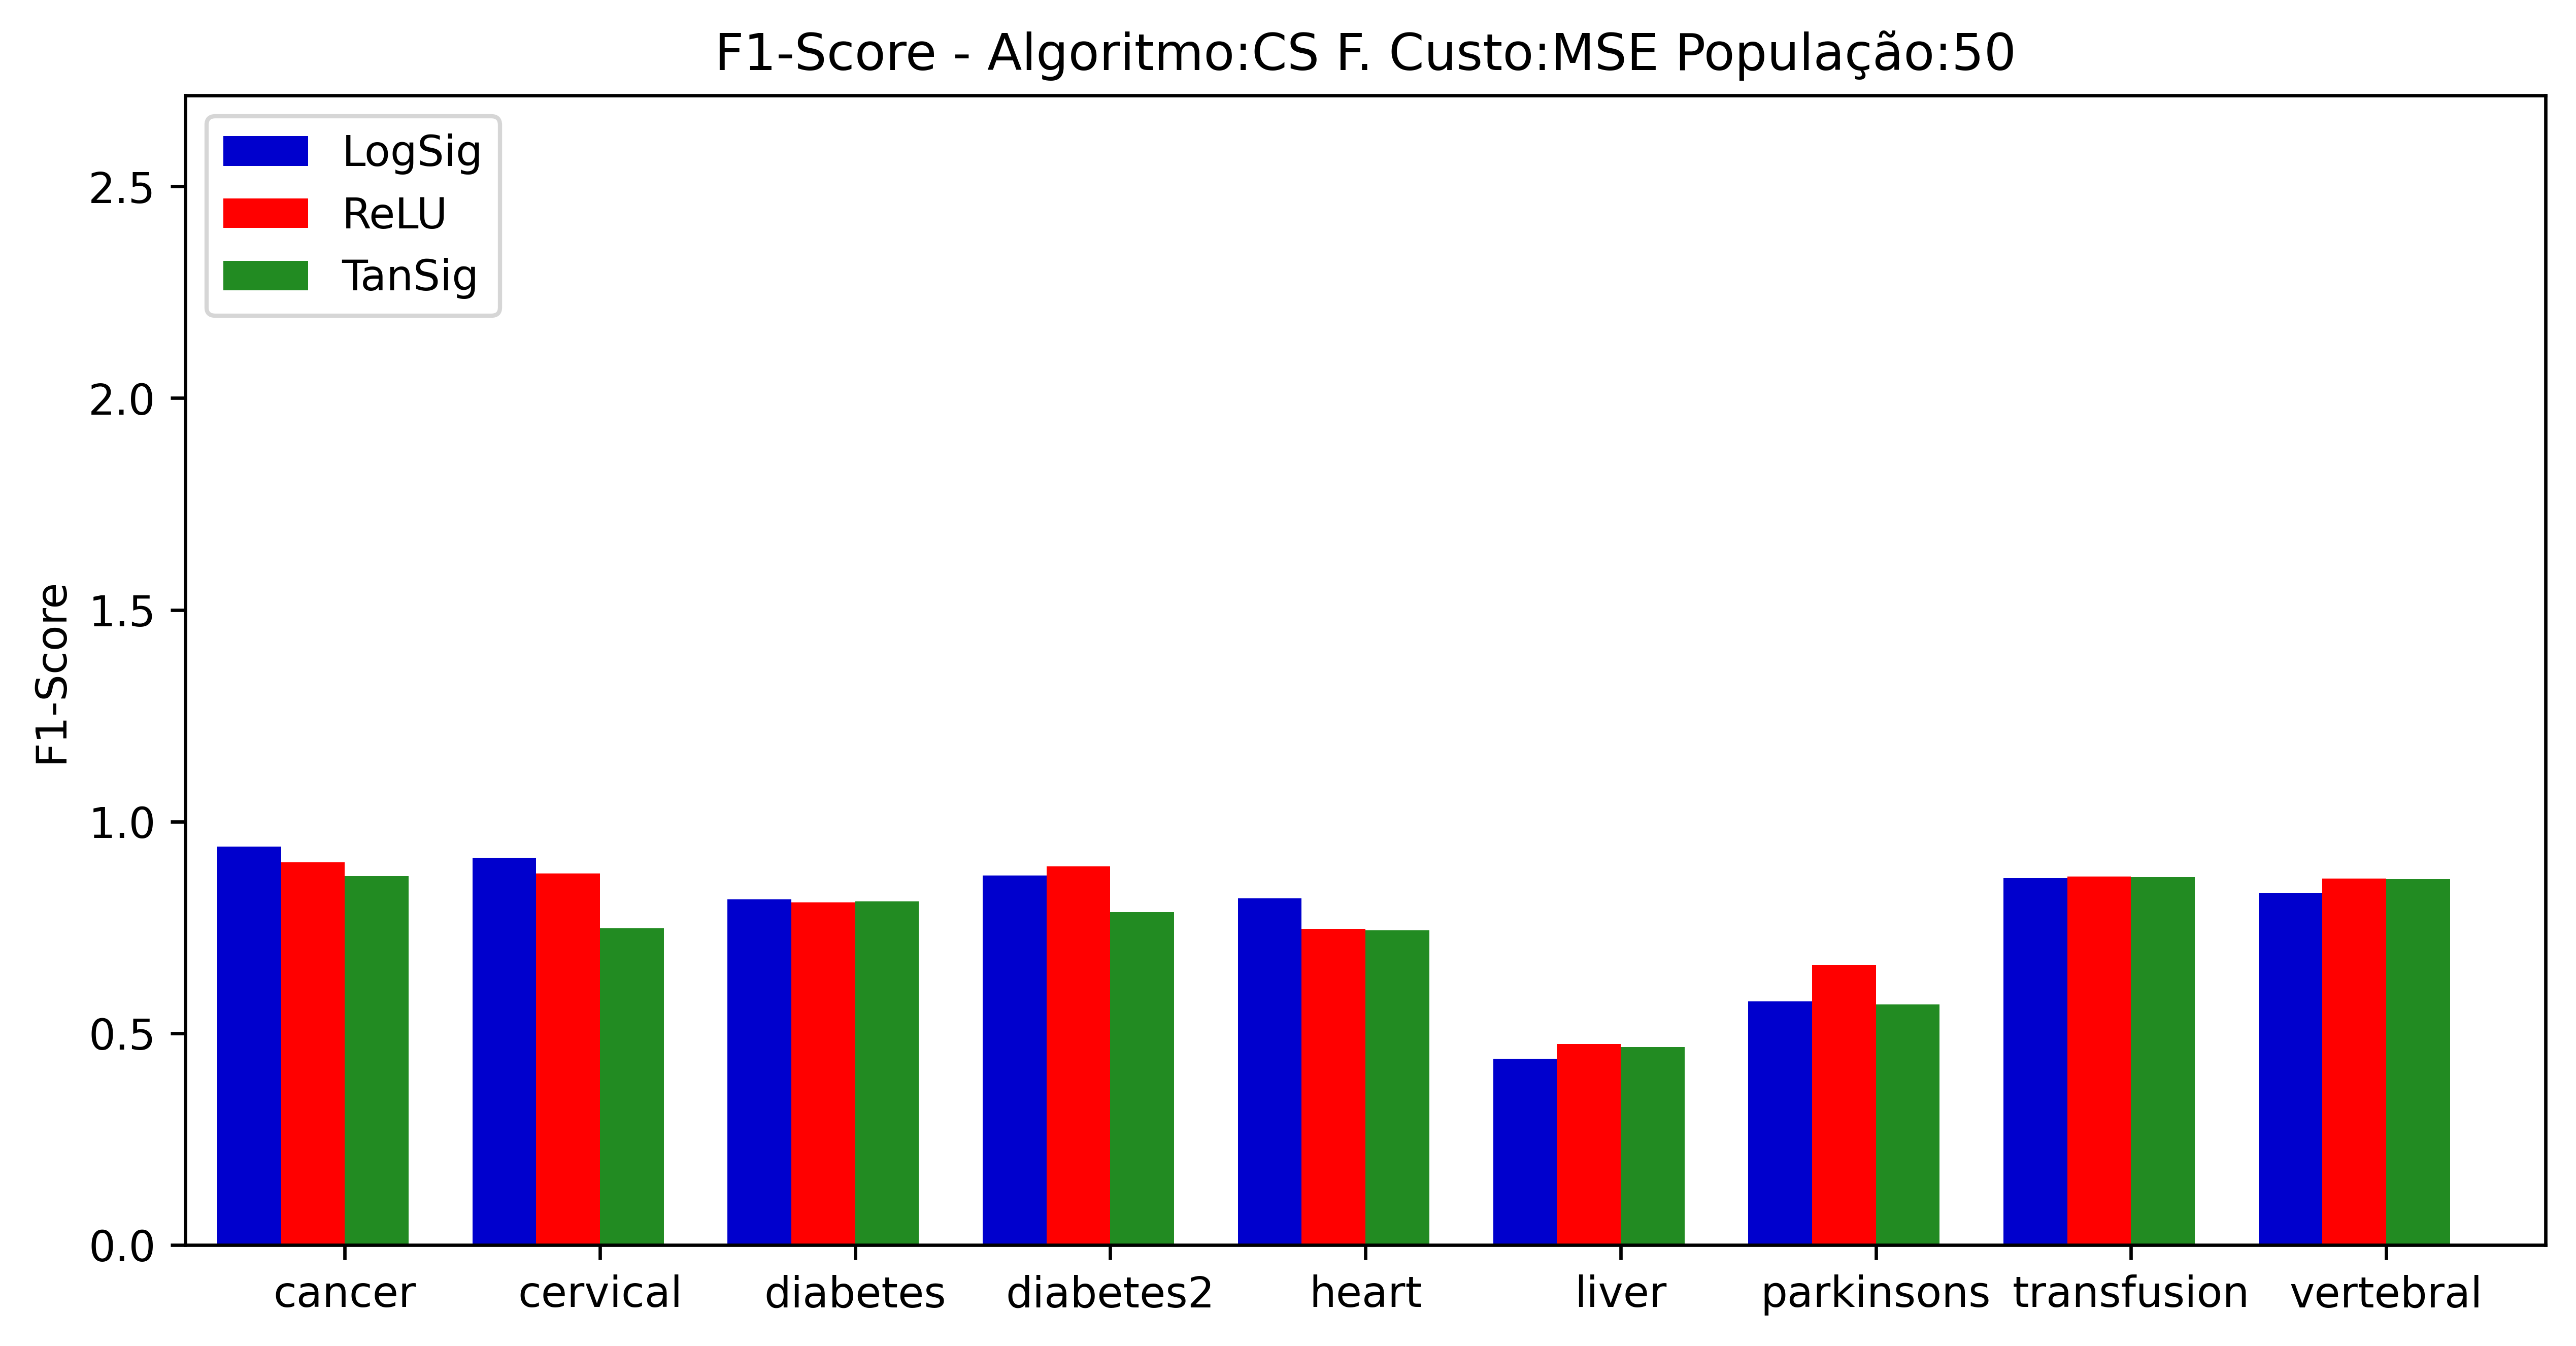 F1-Score - Algoritmo:CS F. Custo:MSE População:50
LogSig
ReLU
TanSig
F1-Score
2.5
2.0
1.5
1.0
0.5
0.0
cancer cervical diabetes diabetes2 heart liver parkinsons transfusion vertebral